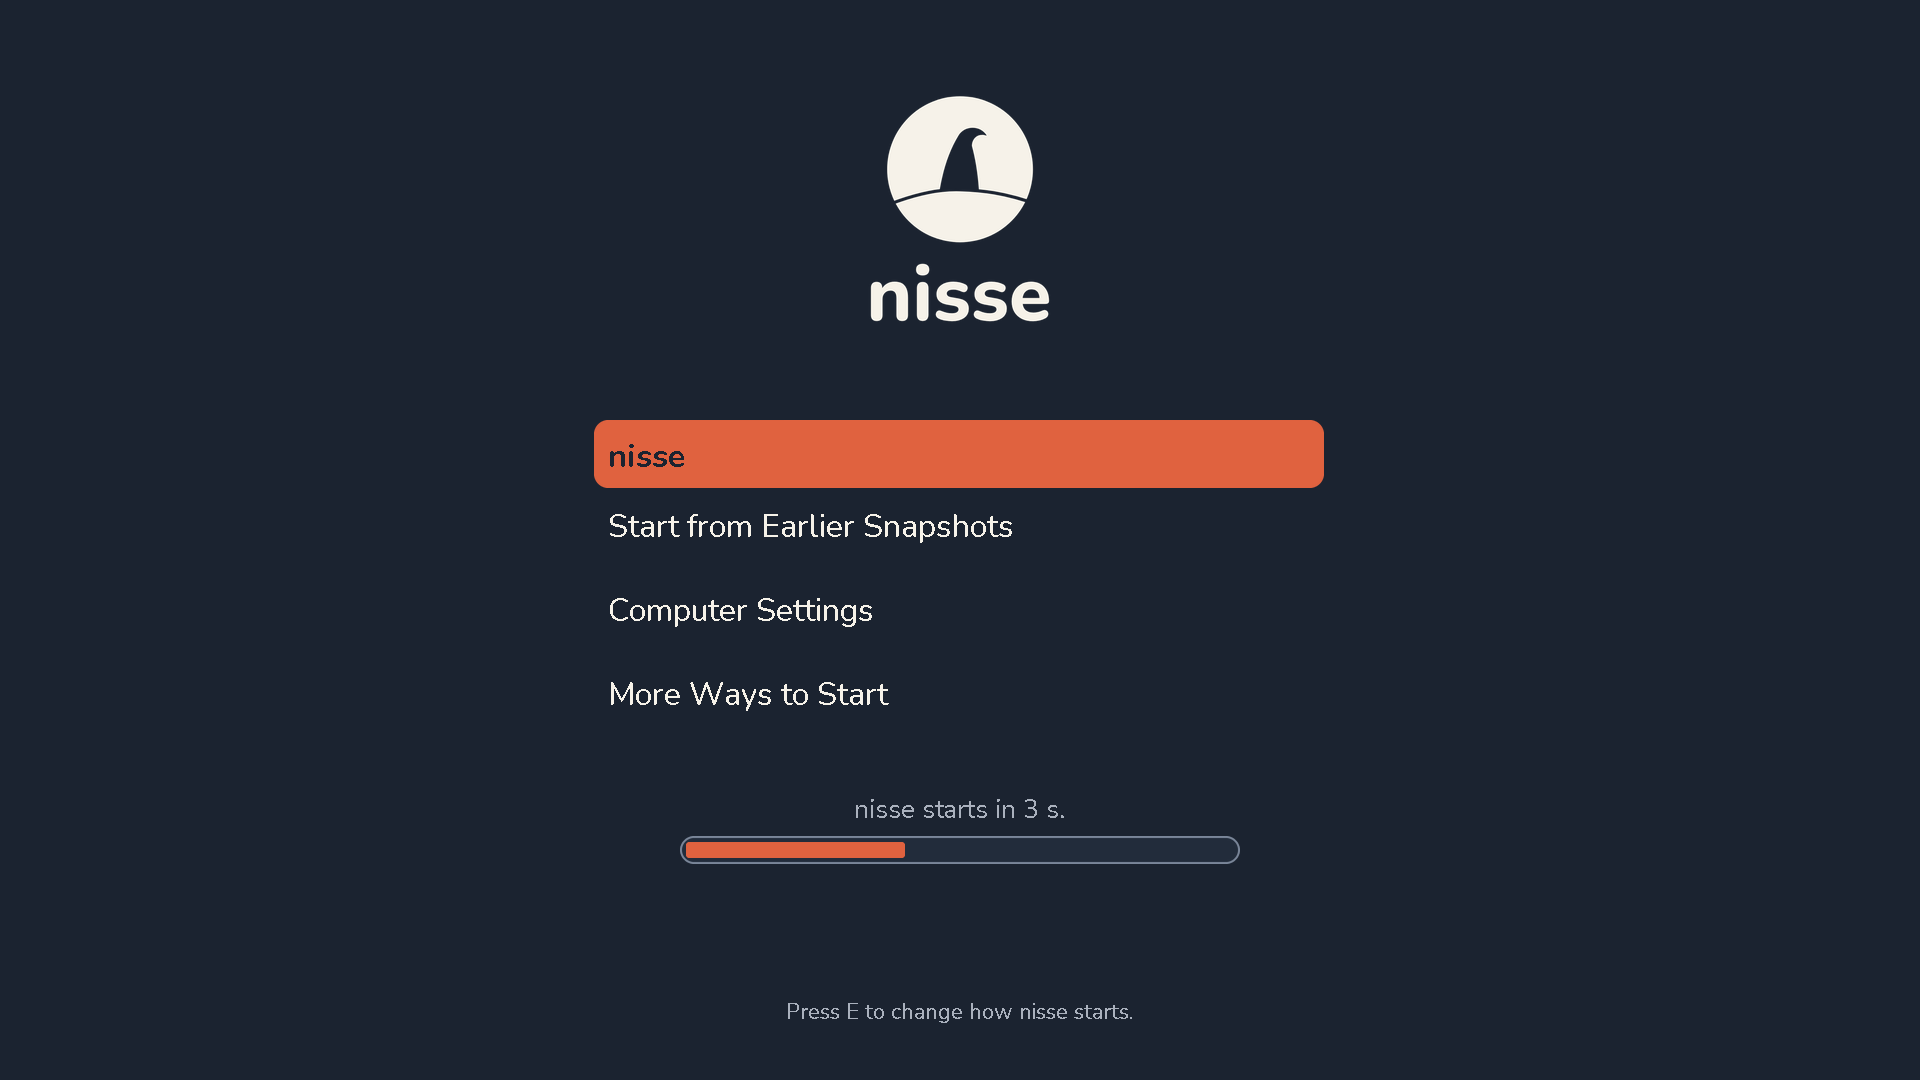 nisse
nisse
Start from Earlier Snapshots
Computer Settings
More Ways to Start
nisse starts in 3 s.
Press E to change how nisse starts.